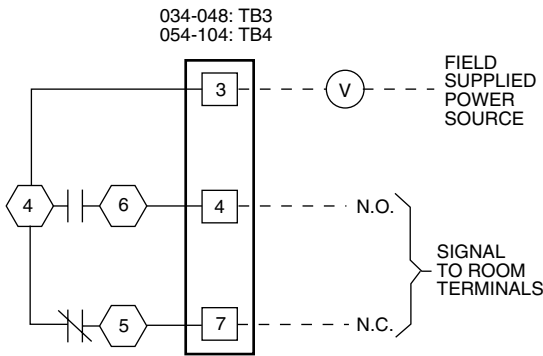 034-048: TB3
054-104: TB4
3
V
FIELD
SUPPLIED
POWER
SOURCE
4
6
4
N.O.
SIGNAL
TO ROOM
TERMINALS
5
7
N.C.